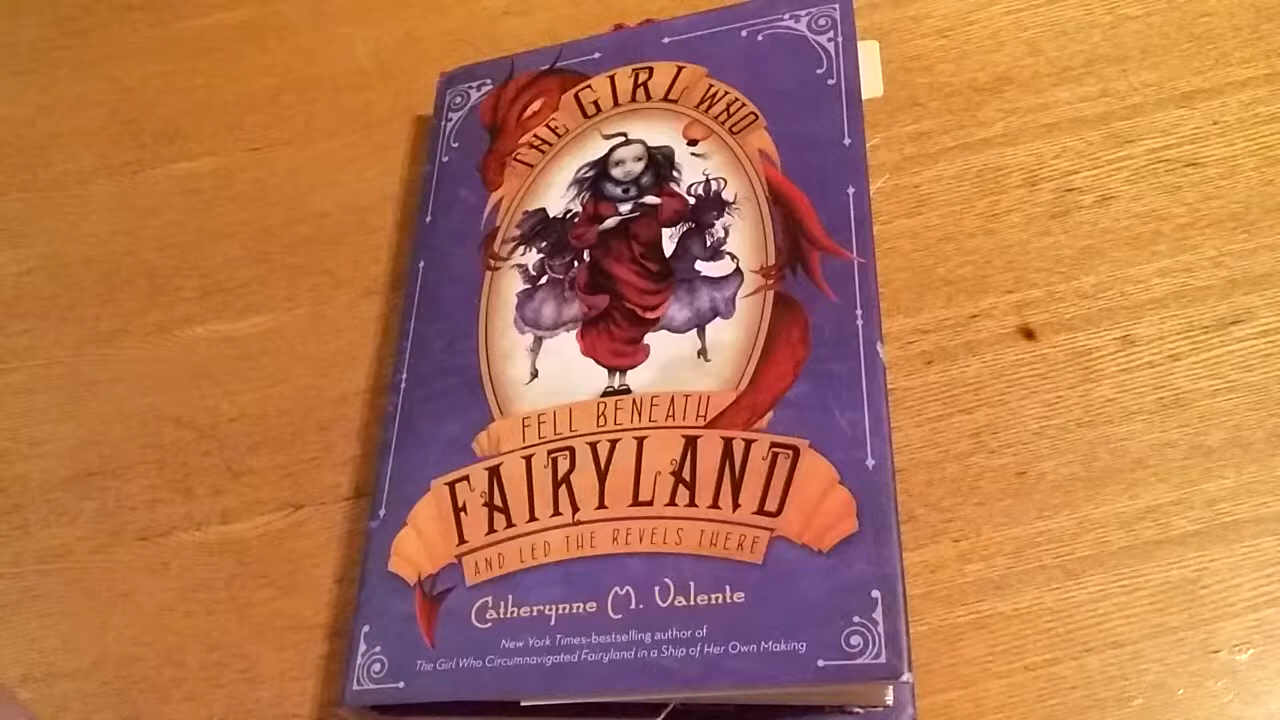 THE GIRL WHO
FELL BENEATH
FAIRYLAND
AND LED THE REVELS THERE
Catherynne M. Valente
New York Times-bestselling author of
The Girl Who Circumnavigated Fairyland in a Ship of Her Own Making